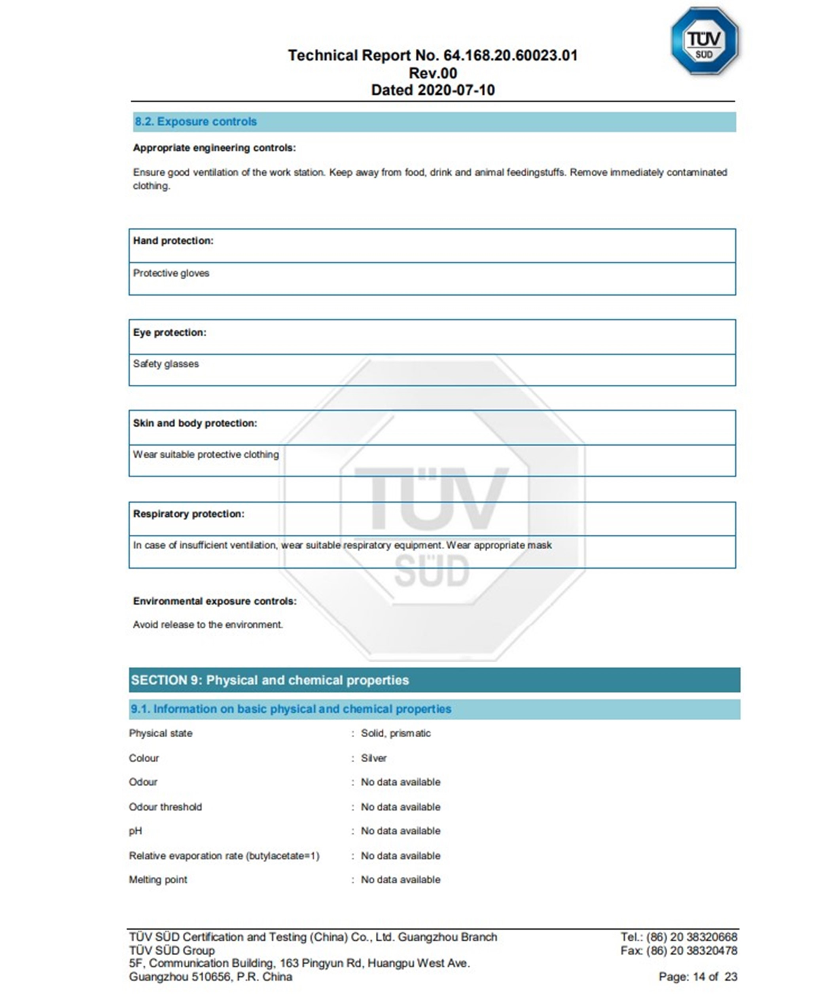 TÜV
SÜD
Technical Report No. 64.168.20.60023.01
Rev.00
Dated 2020-07-10
8.2. Exposure controls
Appropriate engineering controls:
Ensure good ventilation of the work station. Keep away from food, drink and animal feedingstuffs. Remove immediately contaminated
clothing.
Hand protection:
Protective gloves
Eye protection:
Safety glasses
Skin and body protection:
Wear suitable protective clothing
TÜV
Respiratory protection:
In case of insufficient ventilation, wear suitable respiratory equipment. Wear appropriate mask
SÜD
Environmental exposure controls:
Avoid release to the environment.
SECTION 9: Physical and chemical properties
9.1. Information on basic physical and chemical properties
Physical state : Solid, prismatic
Colour : Silver
Odour : No data available
Odour threshold : No data available
pH : No data available
Relative evaporation rate (butylacetate=1) : No data available
Melting point : No data available
TÜV SÜD Certification and Testing (China) Co., Ltd. Guangzhou Branch Tel.: (86) 20 38320668
TÜV SÜD Group Fax: (86) 20 38320478
5F, Communication Building, 163 Pingyun Rd, Huangpu West Ave.
Guangzhou 510656, P.R. China Page: 14 of 23